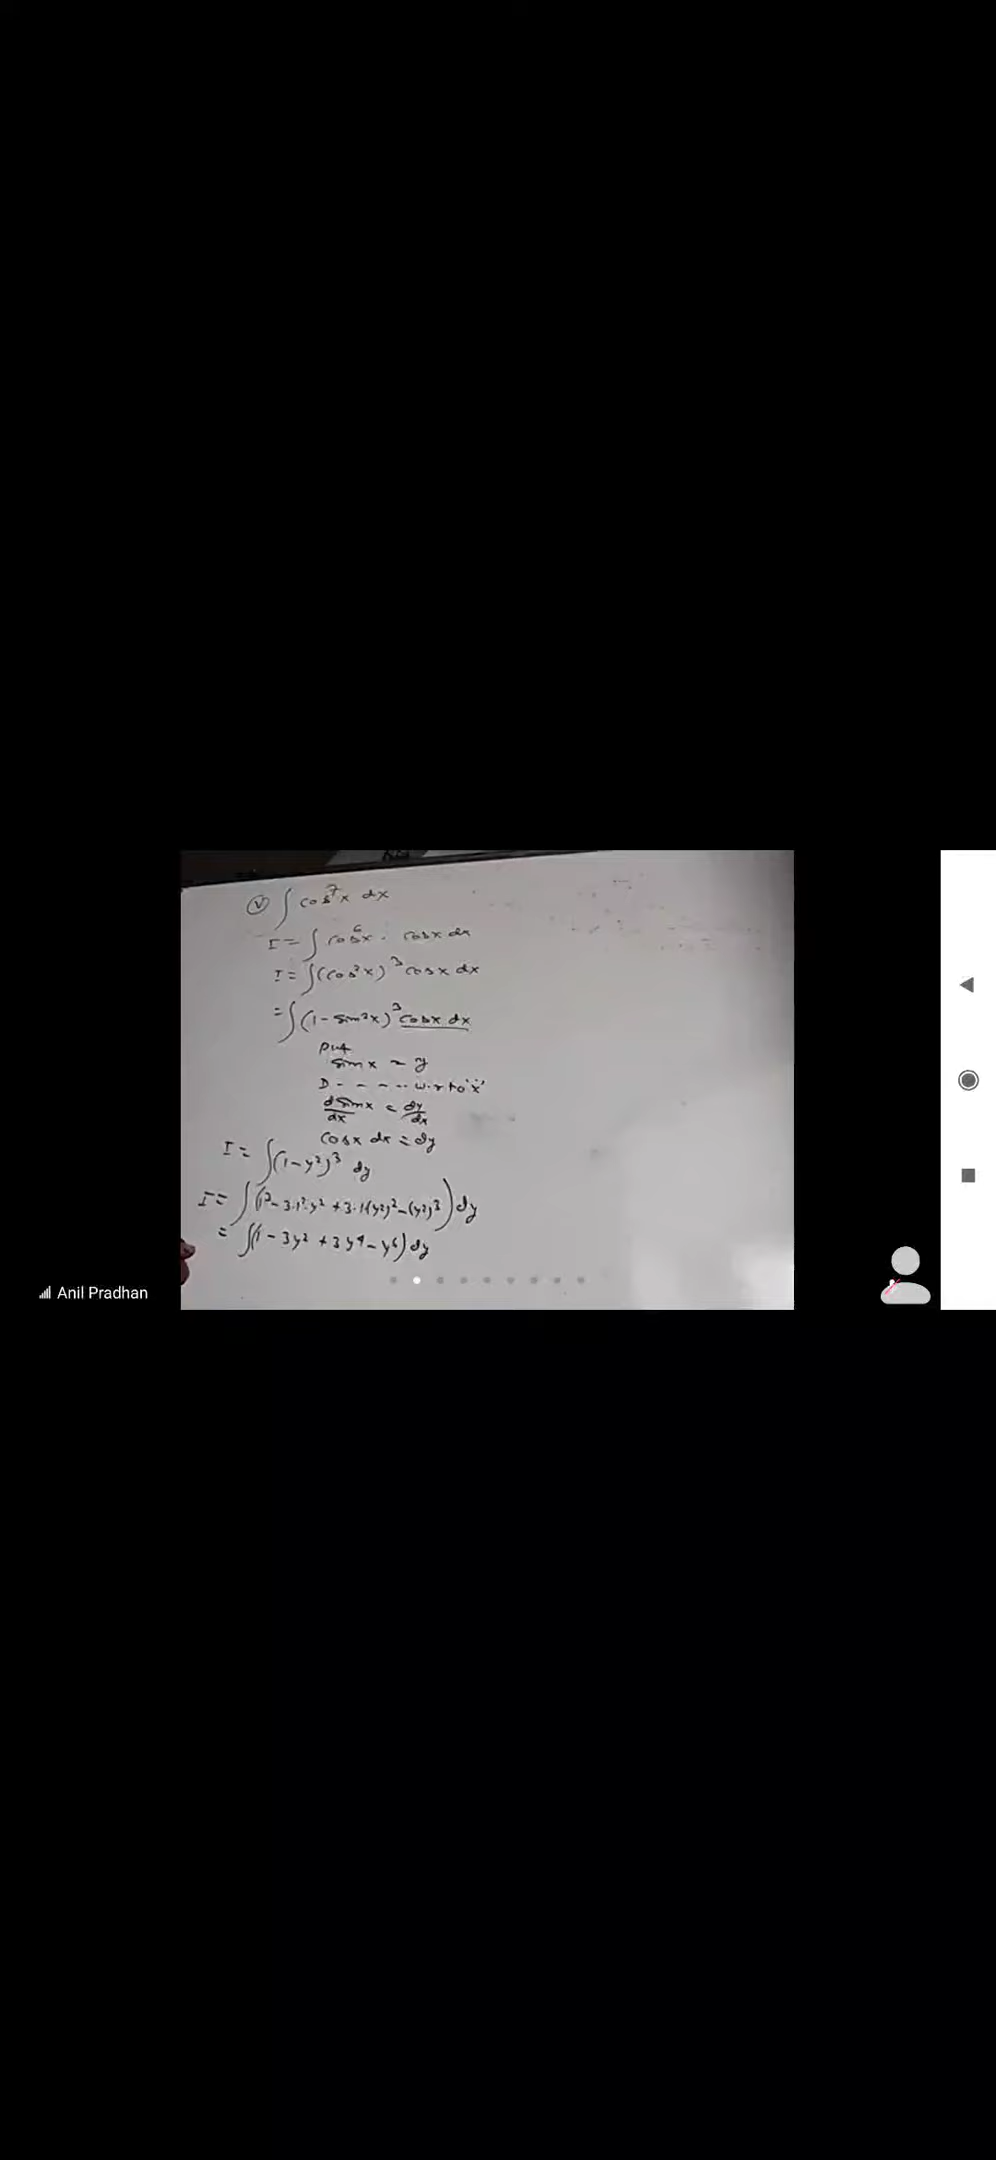 (V) ∫ cos⁷x dx
I = ∫ cos⁶x · cosx dx
I = ∫(cos²x)³ cosx dx
= ∫(1 - sin²x)³ cosx dx
put
sinx = y
D - - - - - w.r to 'x'
dsinx/dx = dy/dx
cosx dx = dy
I = ∫(1-y²)³ dy
I = ∫(1³ - 3·1²·y² + 3·1(y²)² - (y²)³) dy
= ∫(1 - 3y² + 3y⁴ - y⁶) dy
Anil Pradhan